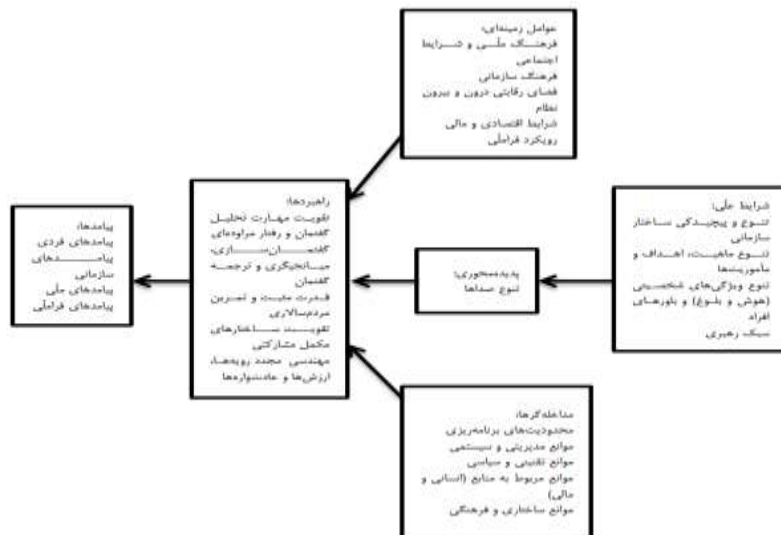 عوامل زمینه‌ای:
فرهنگ ملی و شرایط
اجتماعی
فرهنگ سازمانی
فضای رقابتی درون و بیرون
نظام
شرایط اقتصادی و مالی
رویکرد فراملی
شرایط علی:
تنوع و پیچیدگی ساختار
سازمانی
تنوع ماهیت، اهداف و
مأموریت‌ها
تنوع ویژگی‌های شخصیتی
(هوش و بلوغ) و باورهای
افراد
سبک رهبری
پدیده‌محوری:
تنوع صداها
راهبردها:
تقویت مهارت تحلیل
گفتمان و رفتار مراوده‌ای
گفتمان‌سازی،
میانجیگری و ترجمه
گفتمان
قدرت مثبت و تمرین
مردم‌سالاری
تقویت ساختارهای
مکمل مشارکتی
مهندسی مجدد رویه‌ها،
ارزش‌ها و عادت‌واره‌ها
پیامدها:
پیامدهای فردی
پیامدهای
سازمانی
پیامدهای ملی
پیامدهای فراملی
مداخله‌گرها:
محدودیت‌های برنامه‌ریزی
موانع مدیریتی و سیستمی
موانع تقنینی و سیاسی
موانع مربوط به منابع (انسانی و
مالی)
موانع ساختاری و فرهنگی